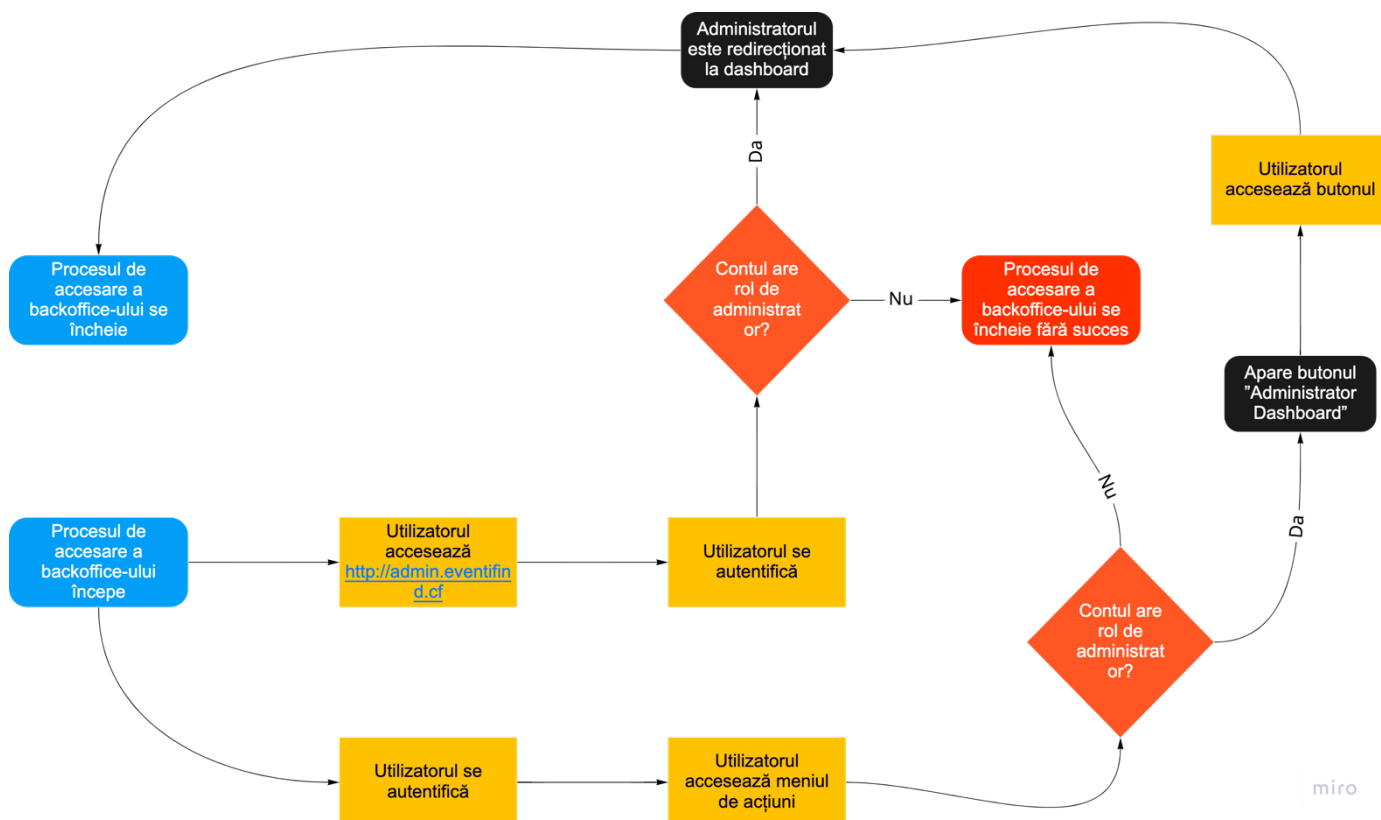 Administratorul
este redirecționat
la dashboard
Da
Utilizatorul
accesează butonul
Procesul de
accesare a
backoffice-ului se
încheie
Contul are
rol de
administrat
or?
Nu
Procesul de
accesare a
backoffice-ului se
încheie fără succes
Apare butonul
”Administrator
Dashboard”
Nu
Da
Procesul de
accesare a
backoffice-ului
începe
Utilizatorul
accesează
http://admin.eventifin
d.cf
Utilizatorul se
autentifică
Contul are
rol de
administrat
or?
Utilizatorul se
autentifică
Utilizatorul
accesează meniul
de acțiuni
miro